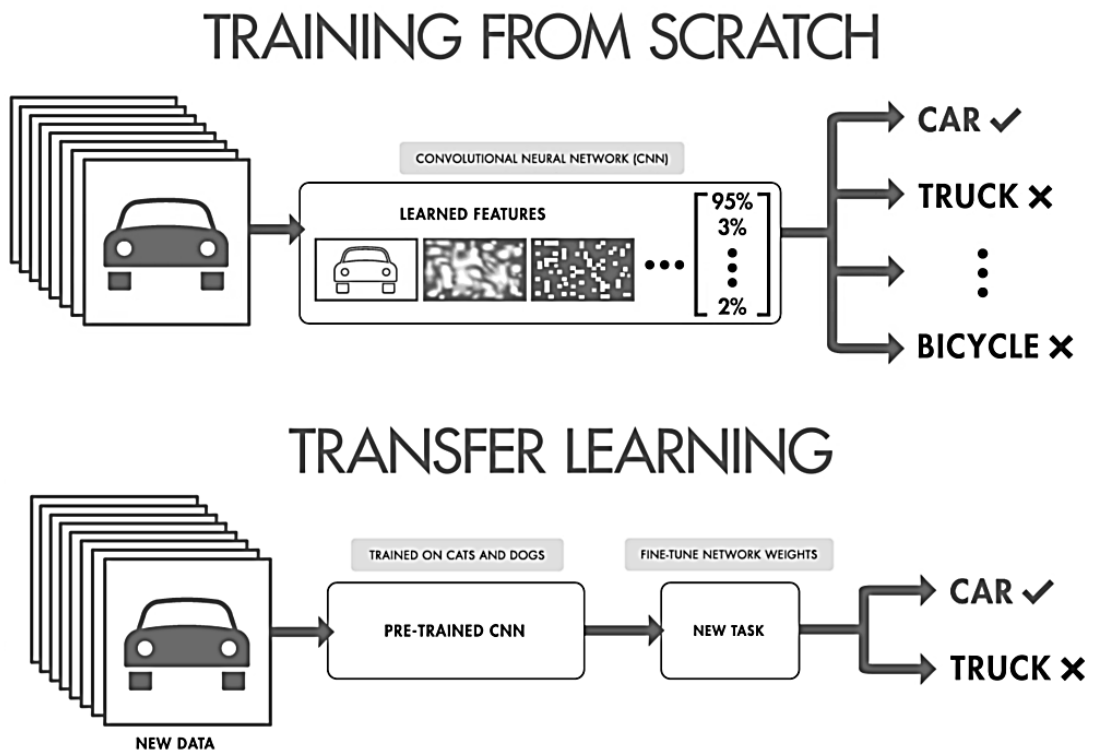 TRAINING FROM SCRATCH
CONVOLUTIONAL NEURAL NETWORK (CNN)
LEARNED FEATURES
95%
3%
2%
CAR
TRUCK
BICYCLE
TRANSFER LEARNING
TRAINED ON CATS AND DOGS
FINE-TUNE NETWORK WEIGHTS
PRE-TRAINED CNN
NEW TASK
CAR
TRUCK
NEW DATA